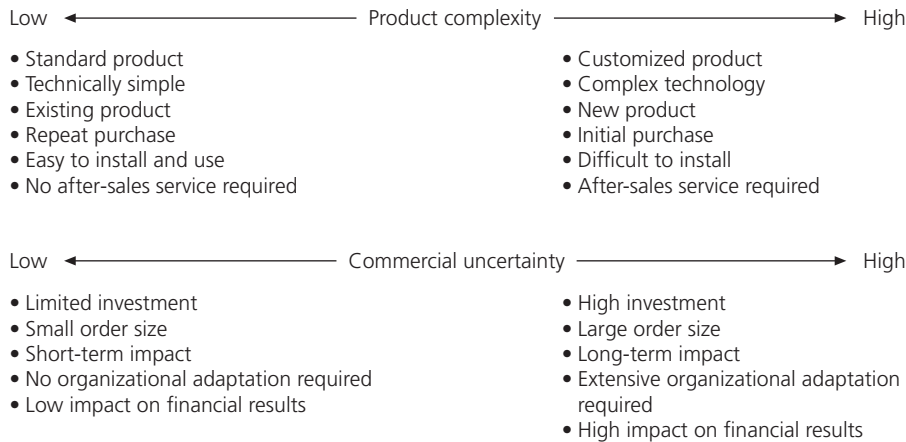 Low Product complexity High
• Standard product
• Technically simple
• Existing product
• Repeat purchase
• Easy to install and use
• No after-sales service required
• Customized product
• Complex technology
• New product
• Initial purchase
• Difficult to install
• After-sales service required
Low Commercial uncertainty High
• Limited investment
• Small order size
• Short-term impact
• No organizational adaptation required
• Low impact on financial results
• High investment
• Large order size
• Long-term impact
• Extensive organizational adaptation
required
• High impact on financial results